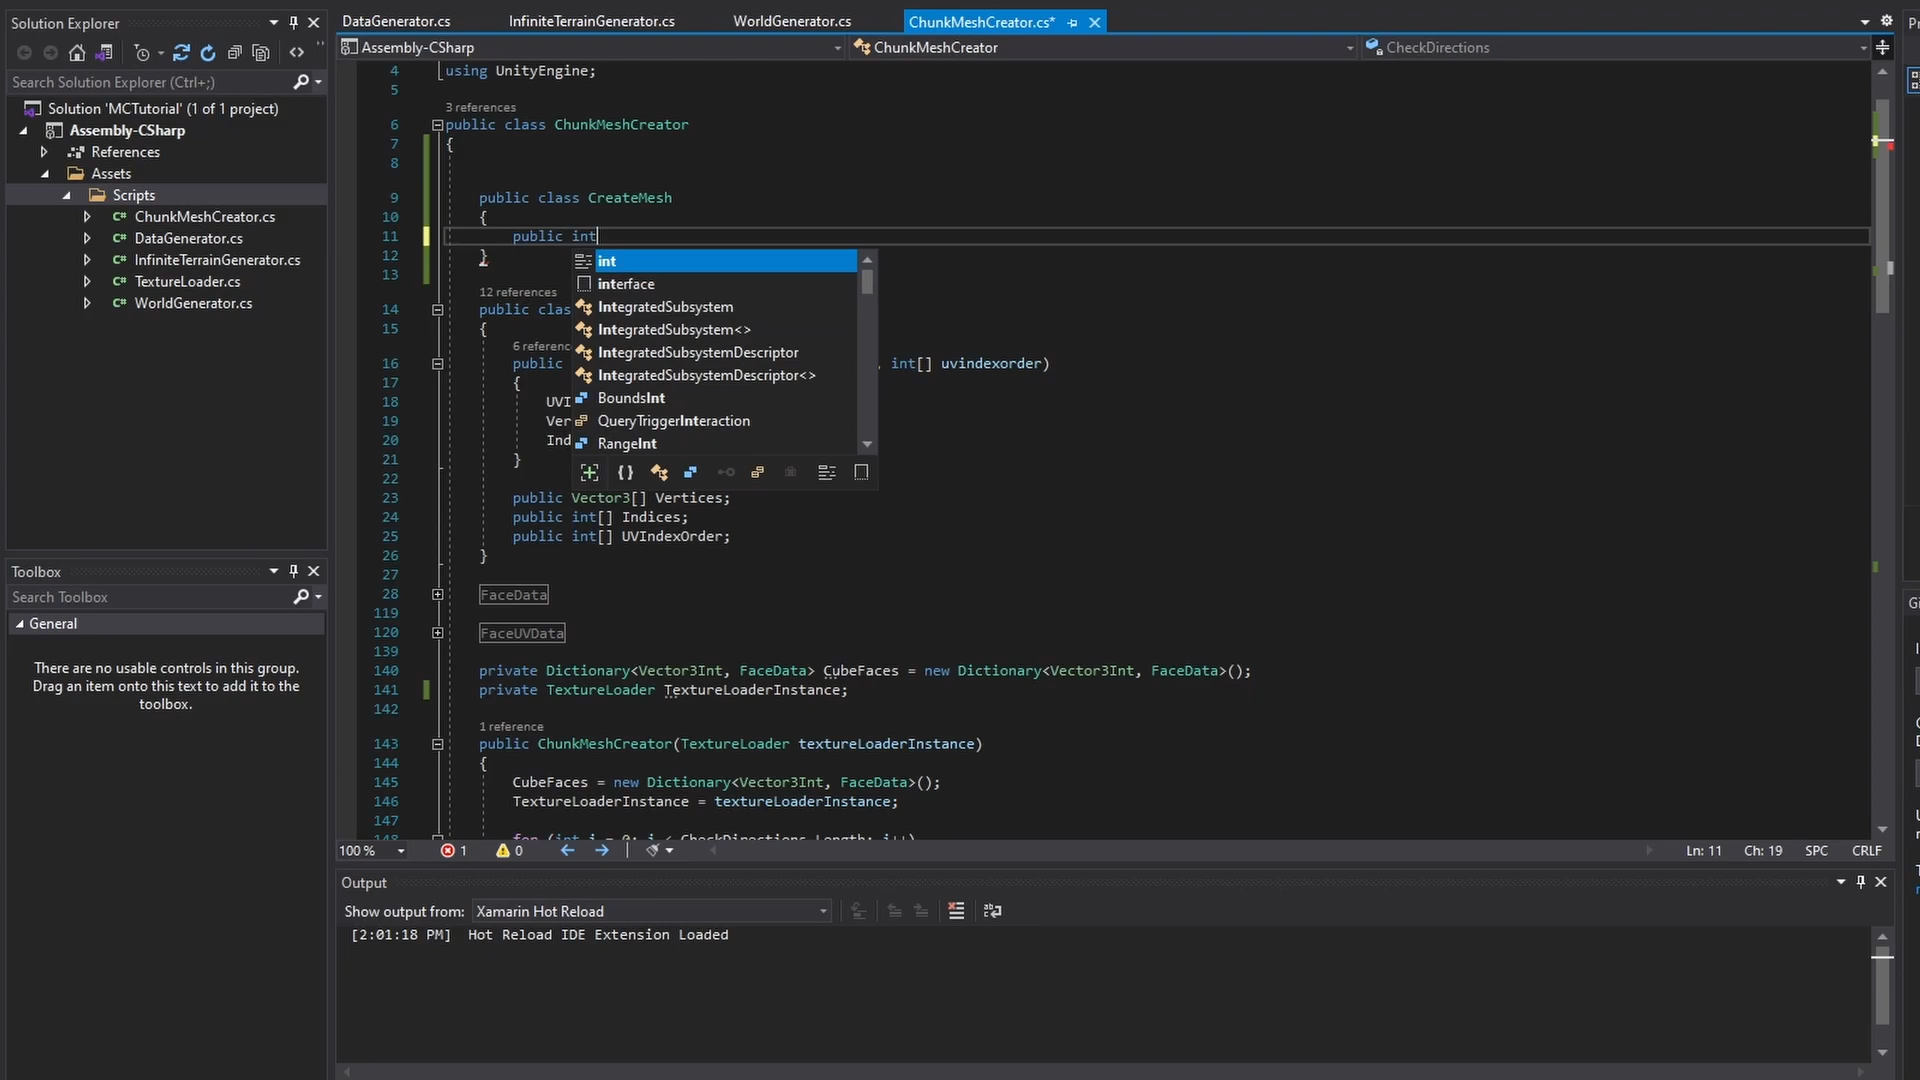 Solution Explorer
Search Solution Explorer (Ctrl+;)
Solution 'MCTutorial' (1 of 1 project)
Assembly-CSharp
References
Assets
Scripts
ChunkMeshCreator.cs
DataGenerator.cs
InfiniteTerrainGenerator.cs
TextureLoader.cs
WorldGenerator.cs
Toolbox
Search Toolbox
General
There are no usable controls in this group.
Drag an item onto this text to add it to the
toolbox.
DataGenerator.cs InfiniteTerrainGenerator.cs WorldGenerator.cs ChunkMeshCreator.cs*
Assembly-CSharp ChunkMeshCreator CheckDirections
4 using UnityEngine;
5
3 references
6 public class ChunkMeshCreator
7 {
8
9 public class CreateMesh
10 {
11 public int
12 }
13
12 references
14 public clas
15 {
6 referenc
16 public , int[] uvindexorder)
17 {
18 UVI
19 Ver
20 Ind
21 }
22
23 public Vector3[] Vertices;
24 public int[] Indices;
25 public int[] UVIndexOrder;
26 }
27
28 FaceData
119
120 FaceUVData
139
140 private Dictionary<Vector3Int, FaceData> CubeFaces = new Dictionary<Vector3Int, FaceData>();
141 private TextureLoader TextureLoaderInstance;
142
1 reference
143 public ChunkMeshCreator(TextureLoader textureLoaderInstance)
144 {
145 CubeFaces = new Dictionary<Vector3Int, FaceData>();
146 TextureLoaderInstance = textureLoaderInstance;
147
148 for (int i = 0; i < CheckDirections.Length; i++)
int
interface
IntegratedSubsystem
IntegratedSubsystem<>
IntegratedSubsystemDescriptor
IntegratedSubsystemDescriptor<>
BoundsInt
QueryTriggerInteraction
RangeInt
100 % 1 0 Ln: 11 Ch: 19 SPC CRLF
Output
Show output from: Xamarin Hot Reload
[2:01:18 PM] Hot Reload IDE Extension Loaded